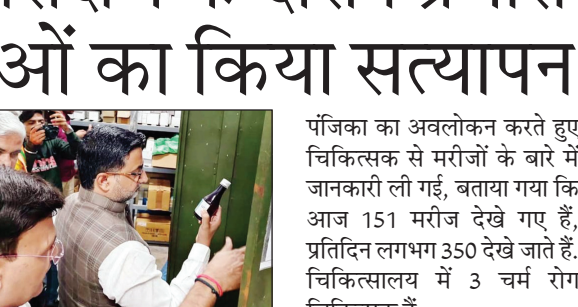 ओं का किया सत्यापन
पंजिका का अवलोकन करते हुए
चिकित्सक से मरीजों के बारे में
जानकारी ली गई, बताया गया कि
आज 151 मरीज देखे गए हैं,
प्रतिदिन लगभग 350 देखे जाते हैं.
चिकित्सालय में 3 चर्म रोग